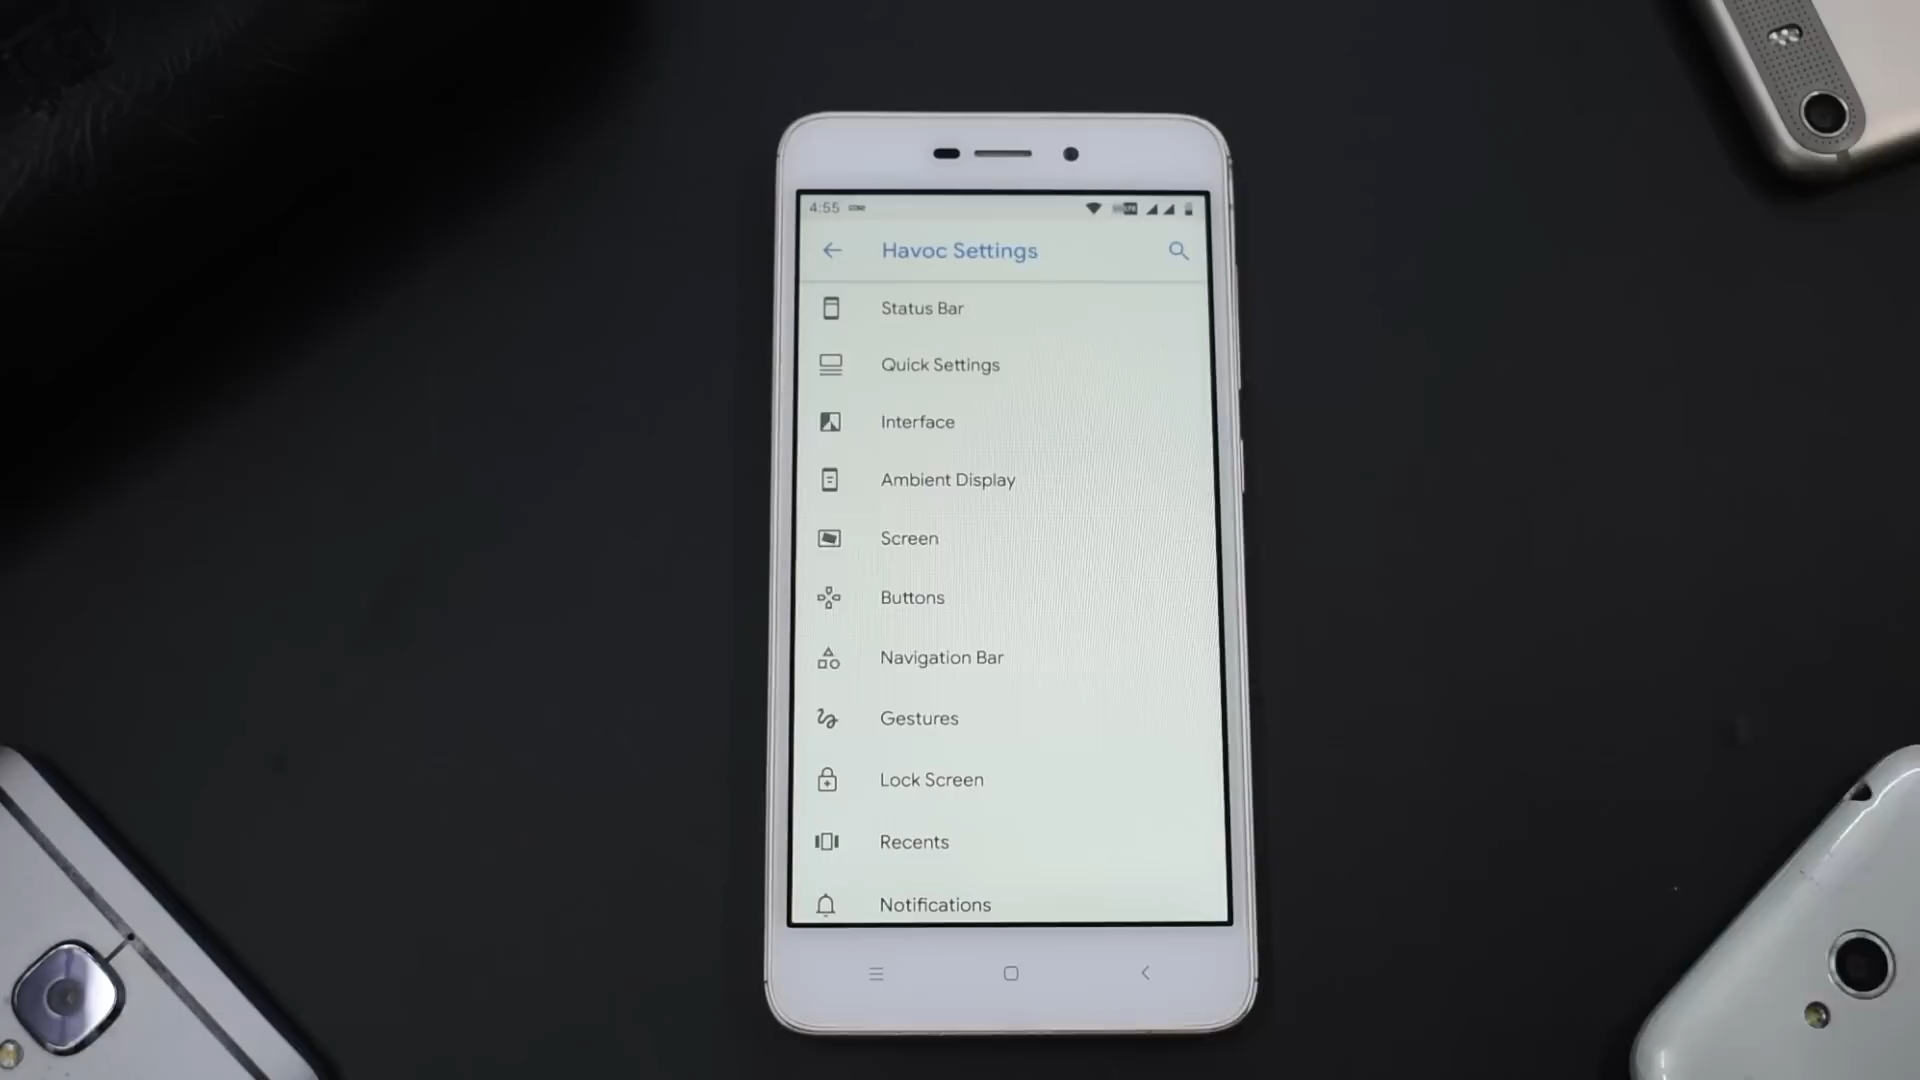 4:55
Havoc Settings
Status Bar
Quick Settings
Interface
Ambient Display
Screen
Buttons
Navigation Bar
Gestures
Lock Screen
Recents
Notifications